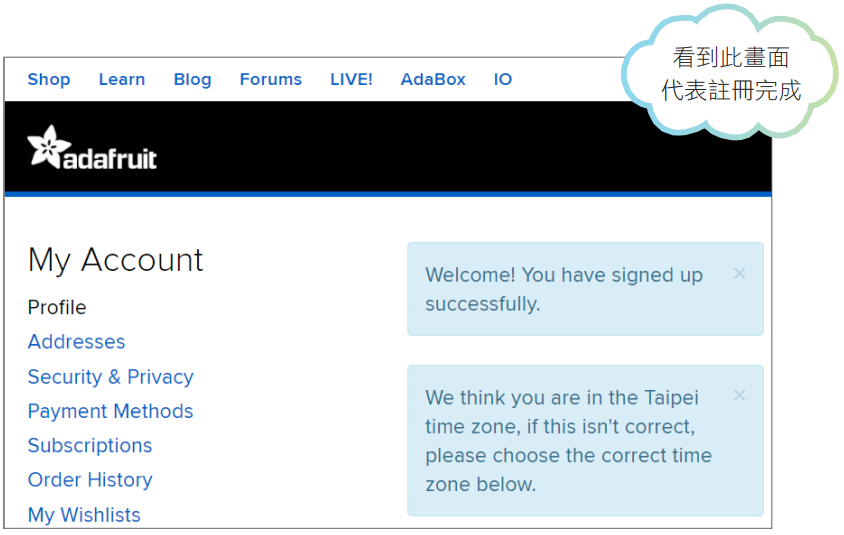 看到此畫面
代表註冊完成
Shop Learn Blog Forums LIVE! AdaBox IO
adafruit
My Account
Profile
Addresses
Security & Privacy
Payment Methods
Subscriptions
Order History
My Wishlists
Welcome! You have signed up ×
successfully.
We think you are in the Taipei ×
time zone, if this isn't correct,
please choose the correct time
zone below.